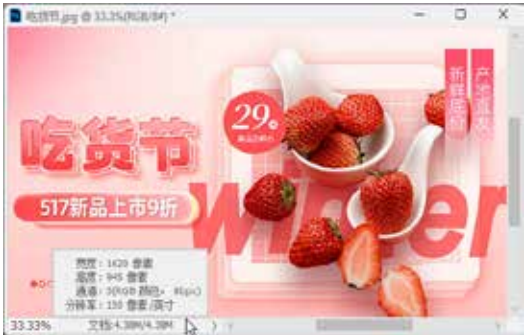 吃货节.jpg @ 33.3%(RGB/8#) *
新鲜底价
产地直发
29
吃货节
winter
517新品上市9折
宽度：1620 像素
高度：945 像素
通道：3(RGB 颜色，8bpc)
分辨率：150 像素/英寸
33.33%
文档:4.38M/4.38M